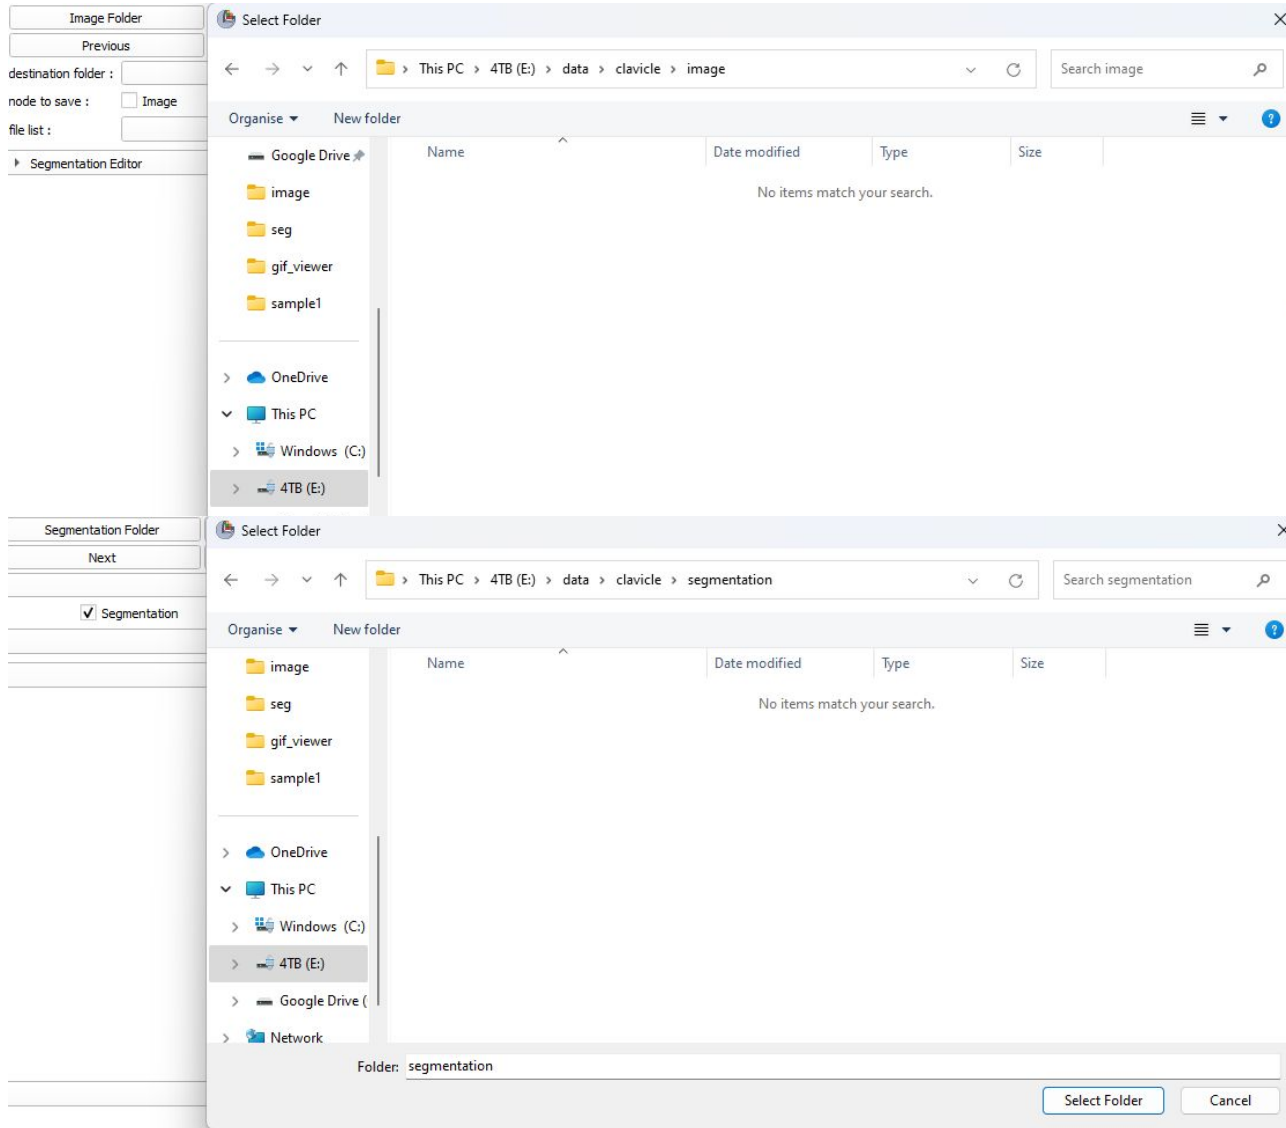 Image Folder
Select Folder
Previous
This PC > 4TB (E:) > data > clavicle > image
Search image
destination folder :
node to save :
Image
Organise
New folder
file list :
Segmentation Editor
Google Drive
Name
Date modified
Type
Size
image
No items match your search.
seg
gif_viewer
sample1
OneDrive
This PC
Windows (C:)
4TB (E:)
Segmentation Folder
Select Folder
Next
This PC > 4TB (E:) > data > clavicle > segmentation
Search segmentation
Segmentation
Organise
New folder
image
Name
Date modified
Type
Size
seg
No items match your search.
gif_viewer
sample1
OneDrive
This PC
Windows (C:)
4TB (E:)
Google Drive (
Network
Folder: segmentation
Select Folder
Cancel